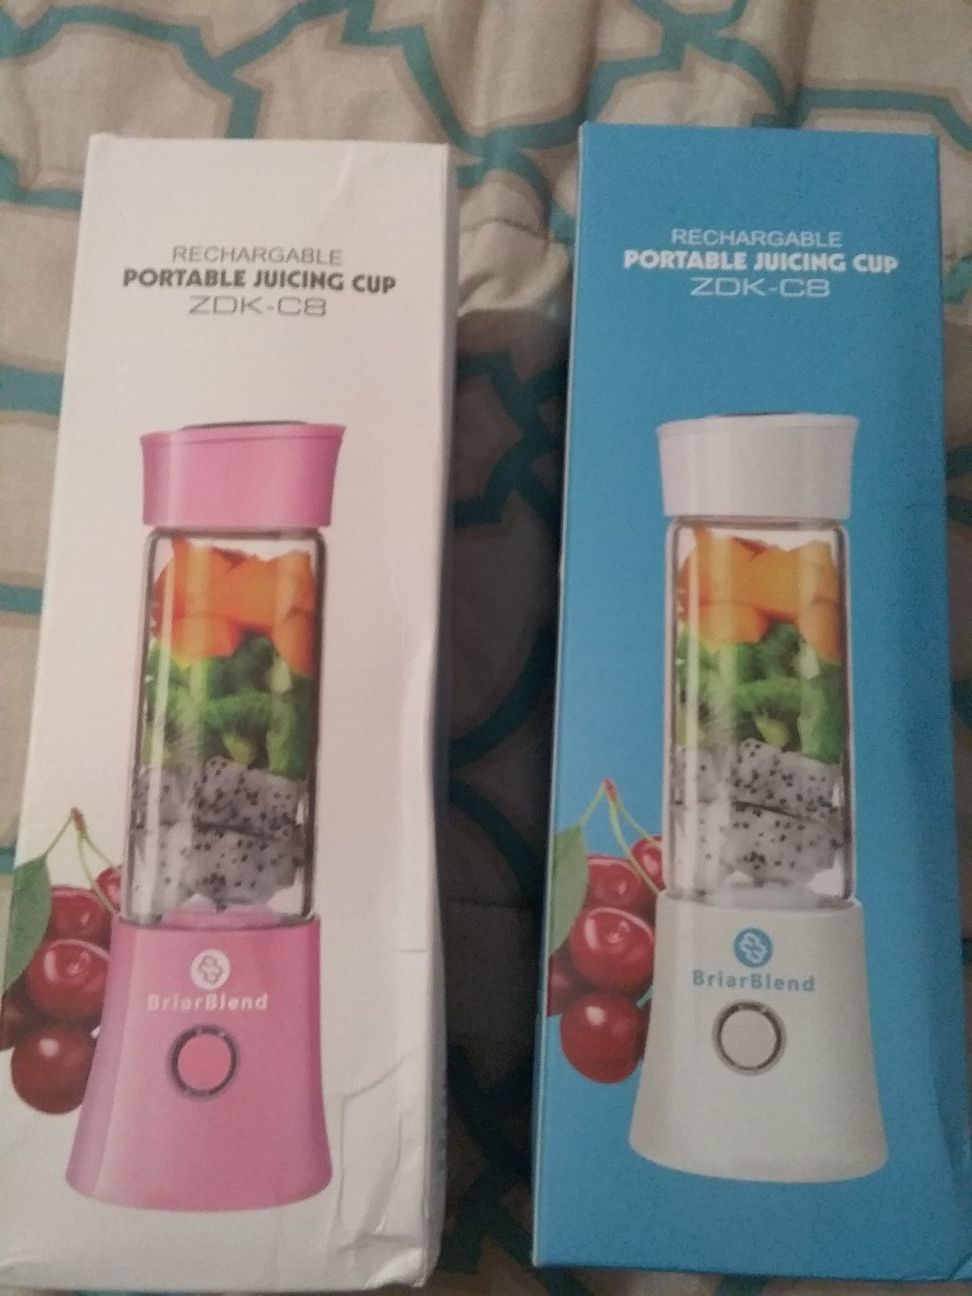 RECHARGABLE
PORTABLE JUICING CUP
ZDK-C8
BriarBlend
RECHARGABLE
PORTABLE JUICING CUP
ZDK-C8
BriarBlend